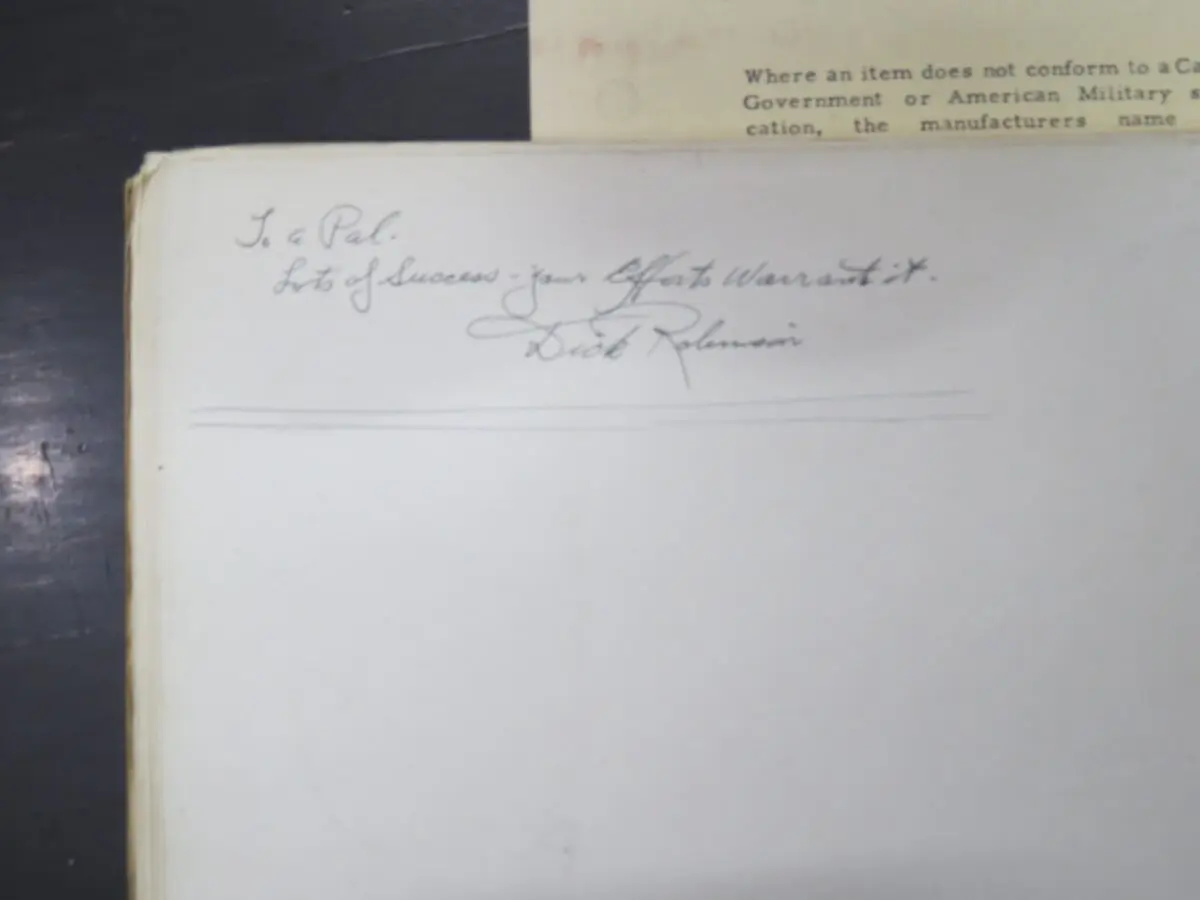 Where an item does not conform to a Ca
Government or American Military s
cation, the manufacturers name
To a Pal.
Lots of Success - your Efforts Warrant it.
Dick Robinson